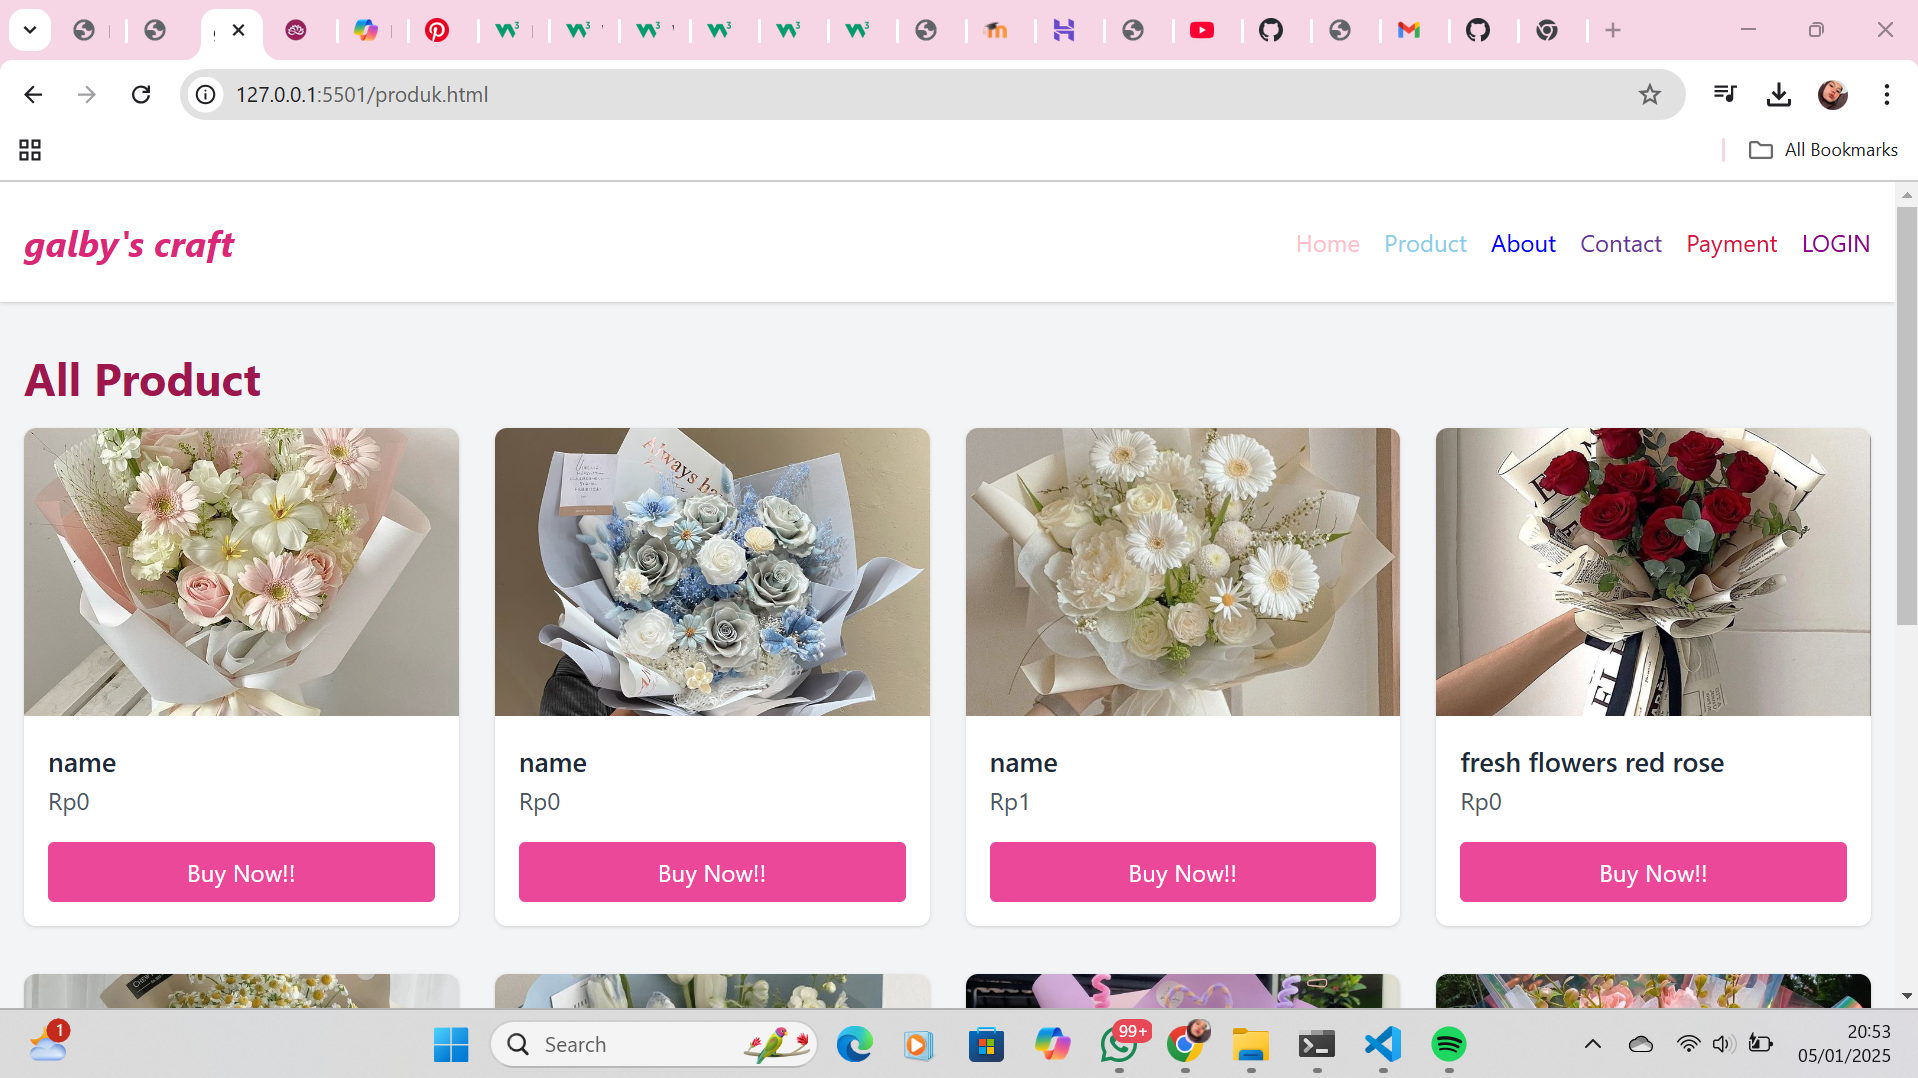 127.0.0.1:5501/produk.html
All Bookmarks
galby's craft
Home Product About Contact Payment LOGIN
All Product
Always ha
name
Rp0
Buy Now!!
name
Rp0
Buy Now!!
name
Rp1
Buy Now!!
fresh flowers red rose
Rp0
Buy Now!!
1
Search
99+
20:53
05/01/2025